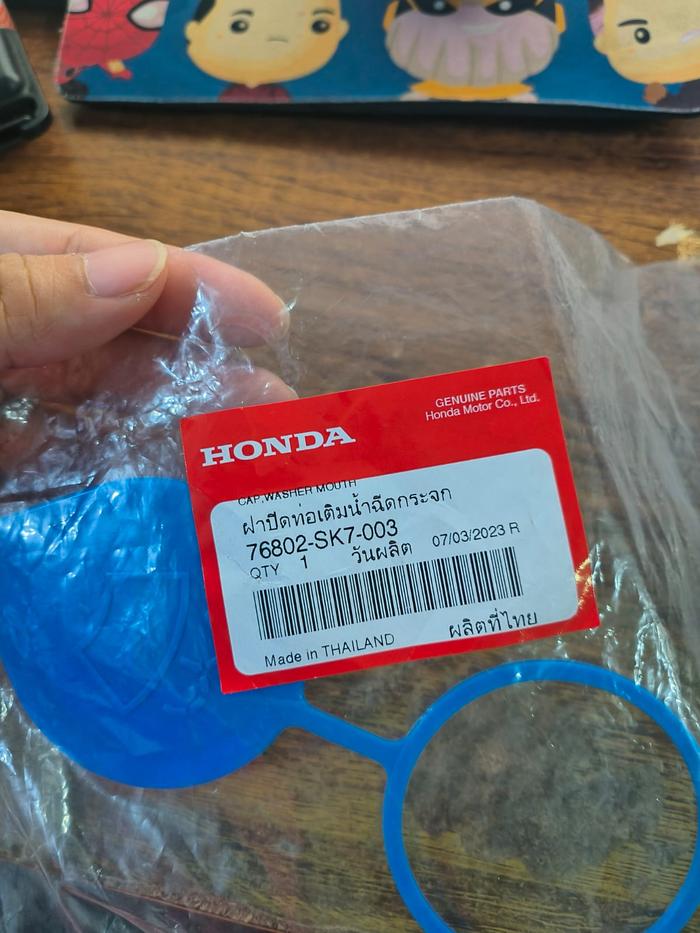 HONDA
GENUINE PARTS
Honda Motor Co., Ltd.
CAP,WASHER MOUTH
ฝาปิดท่อเติมน้ำฉีดกระจก
76802-SK7-003
QTY 1 วันผลิต 07/03/2023 R
Made in THAILAND ผลิตที่ไทย